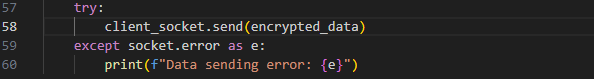 57 try:
58 client_socket.send(encrypted_data)
59 except socket.error as e:
60 print(f"Data sending error: {e}")